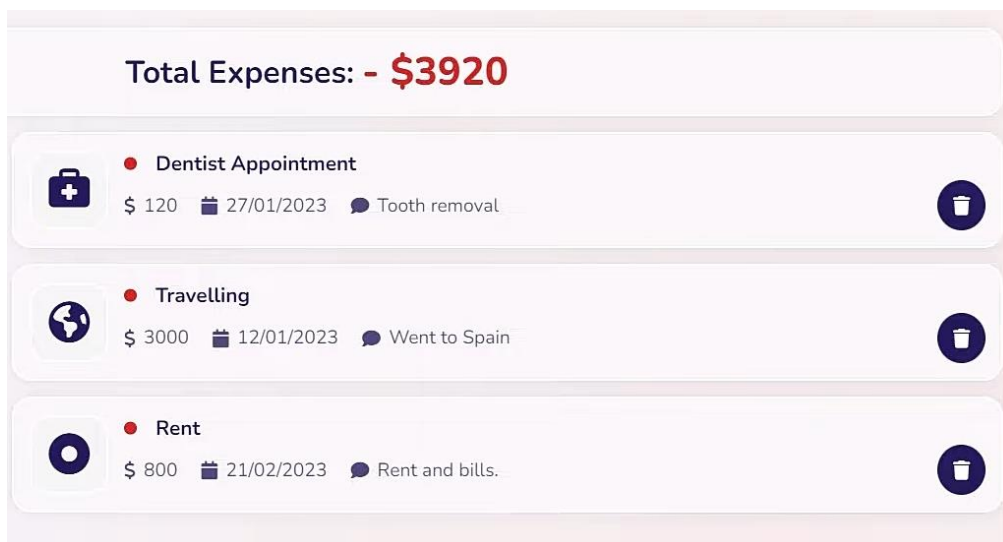 Total Expenses: - $3920
Dentist Appointment
$ 120 27/01/2023 Tooth removal
Travelling
$ 3000 12/01/2023 Went to Spain
Rent
$ 800 21/02/2023 Rent and bills.